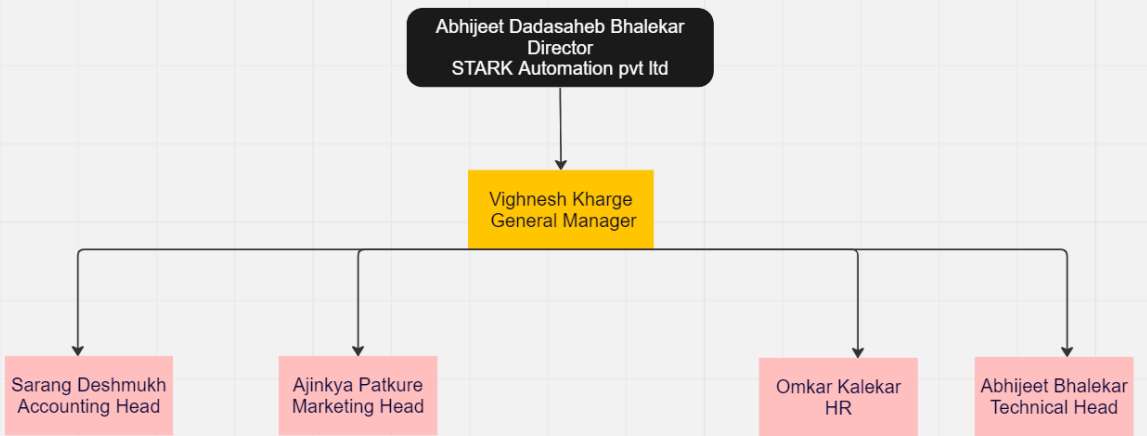 Abhijeet Dadasaheb Bhalekar
Director
STARK Automation pvt ltd
Vighnesh Kharge
General Manager
Sarang Deshmukh
Accounting Head
Ajinkya Patkure
Marketing Head
Omkar Kalekar
HR
Abhijeet Bhalekar
Technical Head